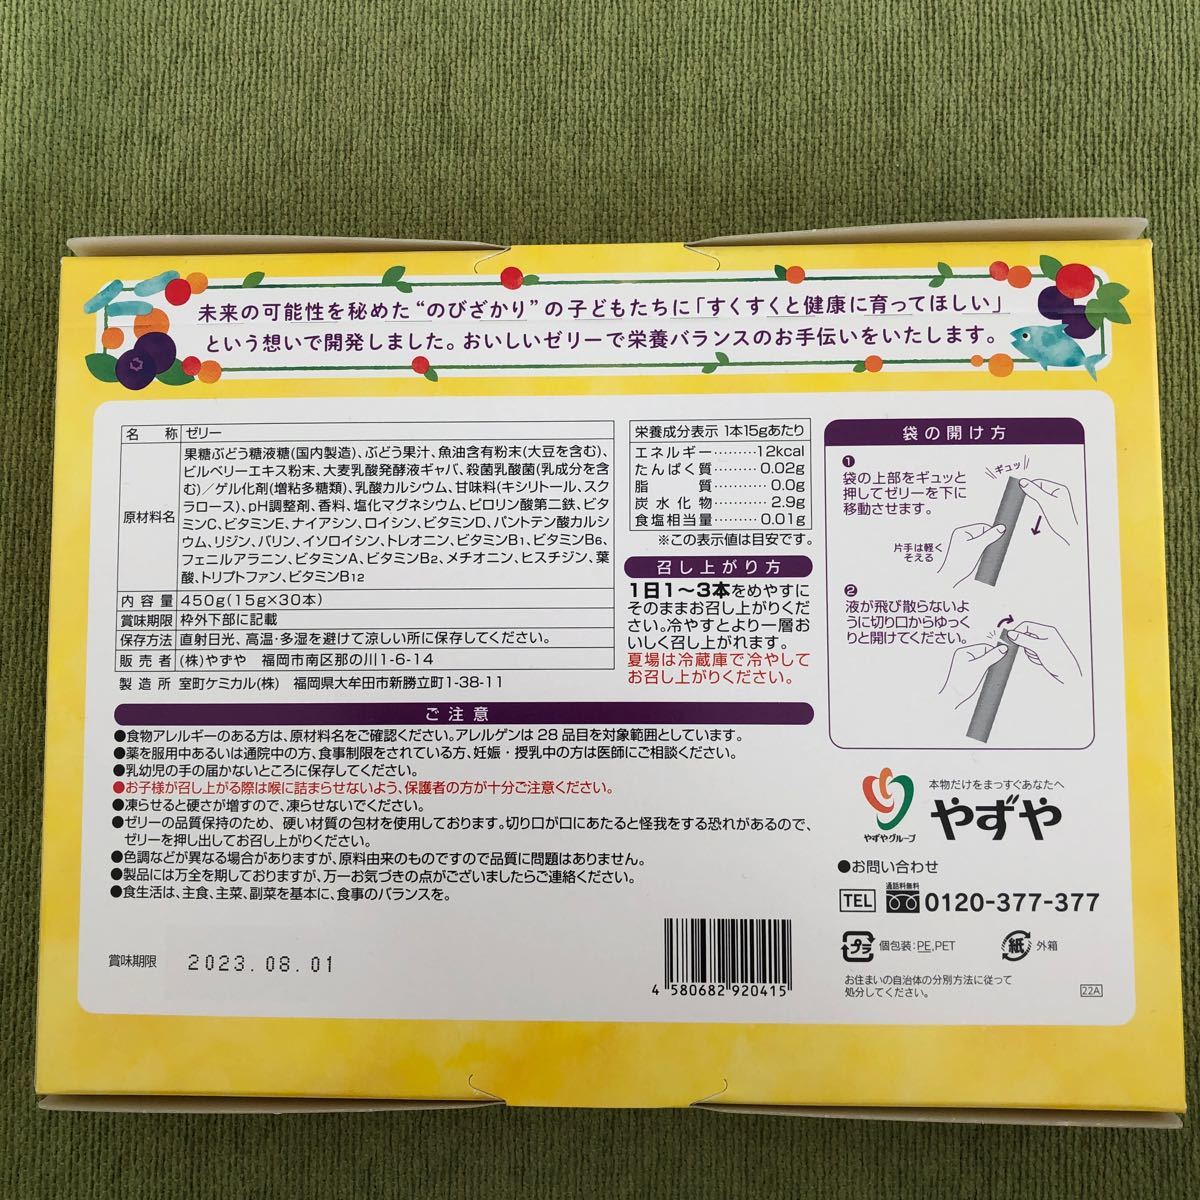 未来の可能性を秘めた“のびざかり”の子どもたちに「すくすくと健康に育ってほしい」
という想いで開発しました。おいしいゼリーで栄養バランスのお手伝いをいたします。
名 称 ゼリー
原材料名
果糖ぶどう糖液糖(国内製造)、ぶどう果汁、魚油含有粉末(大豆を含む)、
ビルベリーエキス粉末、大麦乳酸発酵液ギャバ、殺菌乳酸菌(乳成分を含
む)／ゲル化剤(増粘多糖類)、乳酸カルシウム、甘味料(キシリトール、スク
ラロース)、pH調整剤、香料、塩化マグネシウム、ピロリン酸第二鉄、ビタ
ミンC、ビタミンE、ナイアシン、ロイシン、ビタミンD、パントテン酸カルシ
ウム、リジン、バリン、イソロイシン、トレオニン、ビタミンB1、ビタミンB6、
フェニルアラニン、ビタミンA、ビタミンB2、メチオニン、ヒスチジン、葉
酸、トリプトファン、ビタミンB12
内 容 量 450g(15g×30本)
賞味期限 枠外下部に記載
保存方法 直射日光、高温・多湿を避けて涼しい所に保存してください。
販 売 者 (株)やずや 福岡市南区那の川1-6-14
製 造 所 室町ケミカル(株) 福岡県大牟田市新勝立町1-38-11
栄養成分表示 1本15gあたり
エネルギー………12kcal
たんぱく質………0.02g
脂 質………0.0g
炭水化物………2.9g
食塩相当量………0.01g
※この表示値は目安です。
召し上がり方
1日1～3本をめやすに
そのままお召し上がりくだ
さい。冷やすとより一層お
いしく召し上がれます。
夏場は冷蔵庫で冷やして
お召し上がりください。
袋の開け方
❶
袋の上部をギュッと
押してゼリーを下に
移動させます。
ギュッ
片手は軽く
そえる
❷
液が飛び散らないよ
うに切り口からゆっく
りと開けてください。
ご注意
●食物アレルギーのある方は、原材料名をご確認ください。アレルゲンは28品目を対象範囲としています。
●薬を服用中あるいは通院中の方、食事制限をされている方、妊娠・授乳中の方は医師にご相談ください。
●乳幼児の手の届かないところに保存してください。
●お子様が召し上がる際は喉に詰まらせないよう、保護者の方が十分ご注意ください。
●凍らせると硬さが増すので、凍らせないでください。
●ゼリーの品質保持のため、硬い材質の包材を使用しております。切り口が口にあたると怪我をする恐れがあるので、
ゼリーを押し出してお召し上がりください。
●色調などが異なる場合がありますが、原料由来のものですので品質に問題はありません。
●製品には万全を期しておりますが、万一お気づきの点がございましたらご連絡ください。
●食生活は、主食、主菜、副菜を基本に、食事のバランスを。
やずやグループ
本物だけをまっすぐあなたへ
やずや
●お問い合わせ
TEL 通話料無料 0120-377-377
プラ 個包装:PE,PET 紙 外箱
お住まいの自治体の分別方法に従って
処分してください。
22A
賞味期限 2023.08.01
4 580682 920415